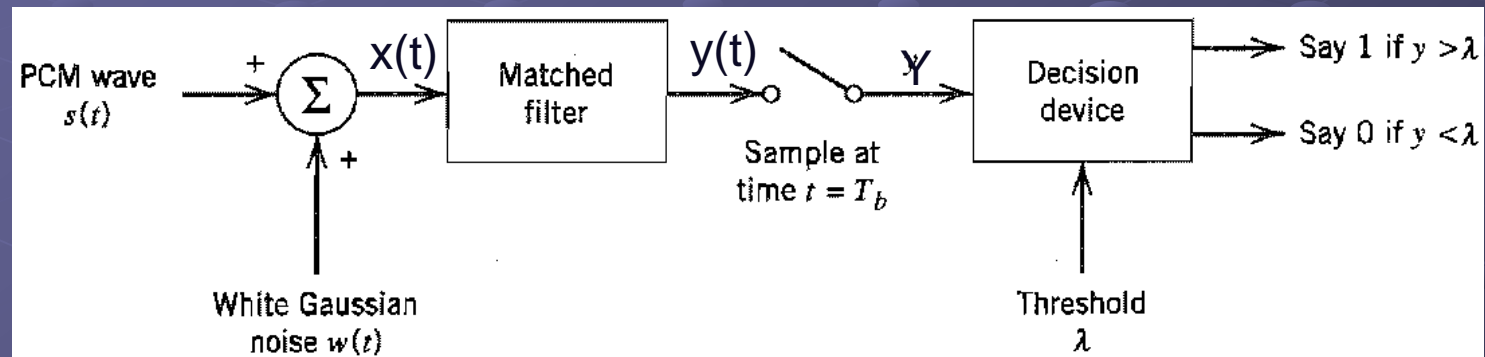 PCM wave
s(t)
+
Σ
+
x(t)
Matched
filter
y(t)
Sample at
time t = T_b
Y
Decision
device
Say 1 if y > λ
Say 0 if y < λ
White Gaussian
noise w(t)
Threshold
λ